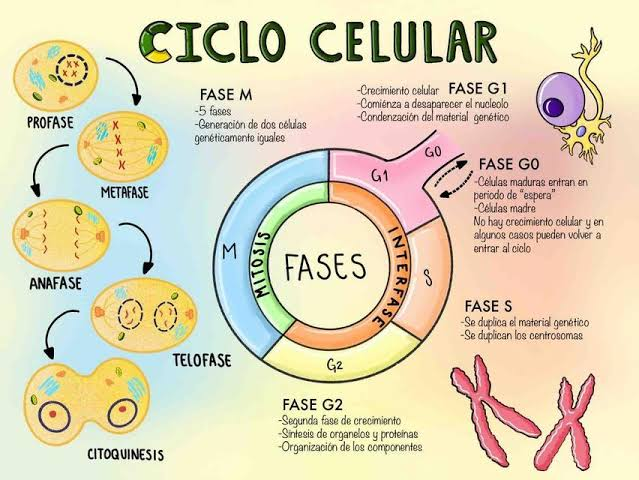 CICLO CELULAR
PROFASE
METAFASE
ANAFASE
TELOFASE
CITOQUINESIS
FASE M
-5 fases
-Generación de dos células
genéticamente iguales
FASE G1
-Crecimiento celular
-Comiénza a desaparecer el nucleolo
-Condenzación del material genético
FASE G0
-Células maduras entran en
periodo de "espera"
-Células madre
No hay crecimiento celular y en
algunos casos pueden volver a
entrar al ciclo
FASE S
-Se duplica el material genético
-Se duplican los centrosomas
FASE G2
-Segunda fase de crecimiento
-Síntesis de organelos y proteínas
-Organización de los componentes
FASES
MITOSIS
INTERFASE
M
G1
G0
S
G2